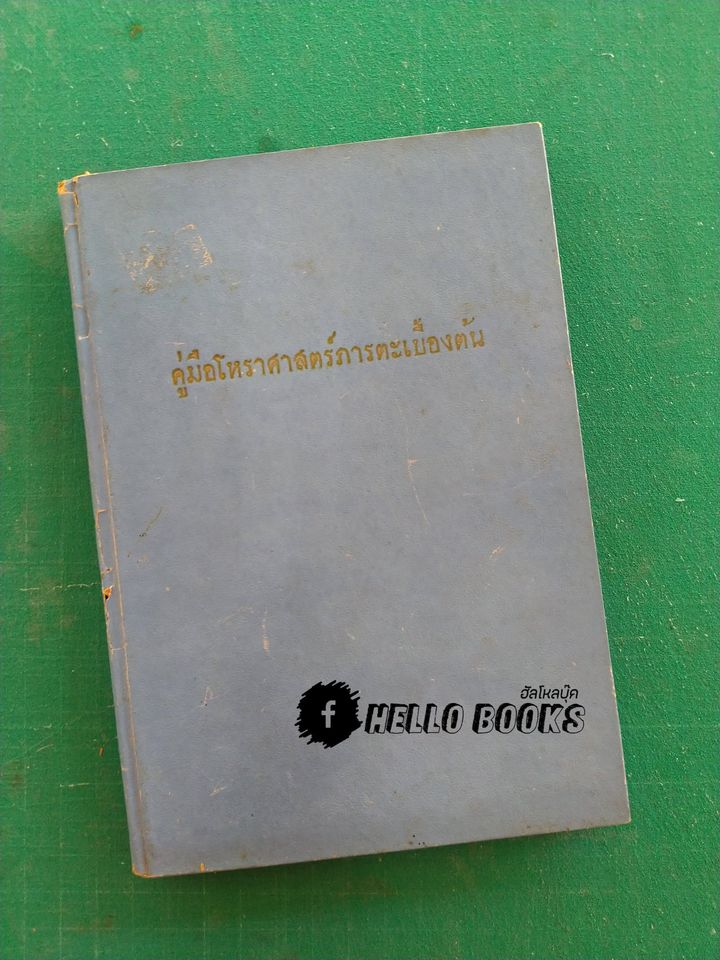 คู่มือโหราศาสตร์ภารตะเบื้องต้น
ฮัลโหลบุ๊ค
f HELLO BOOKS